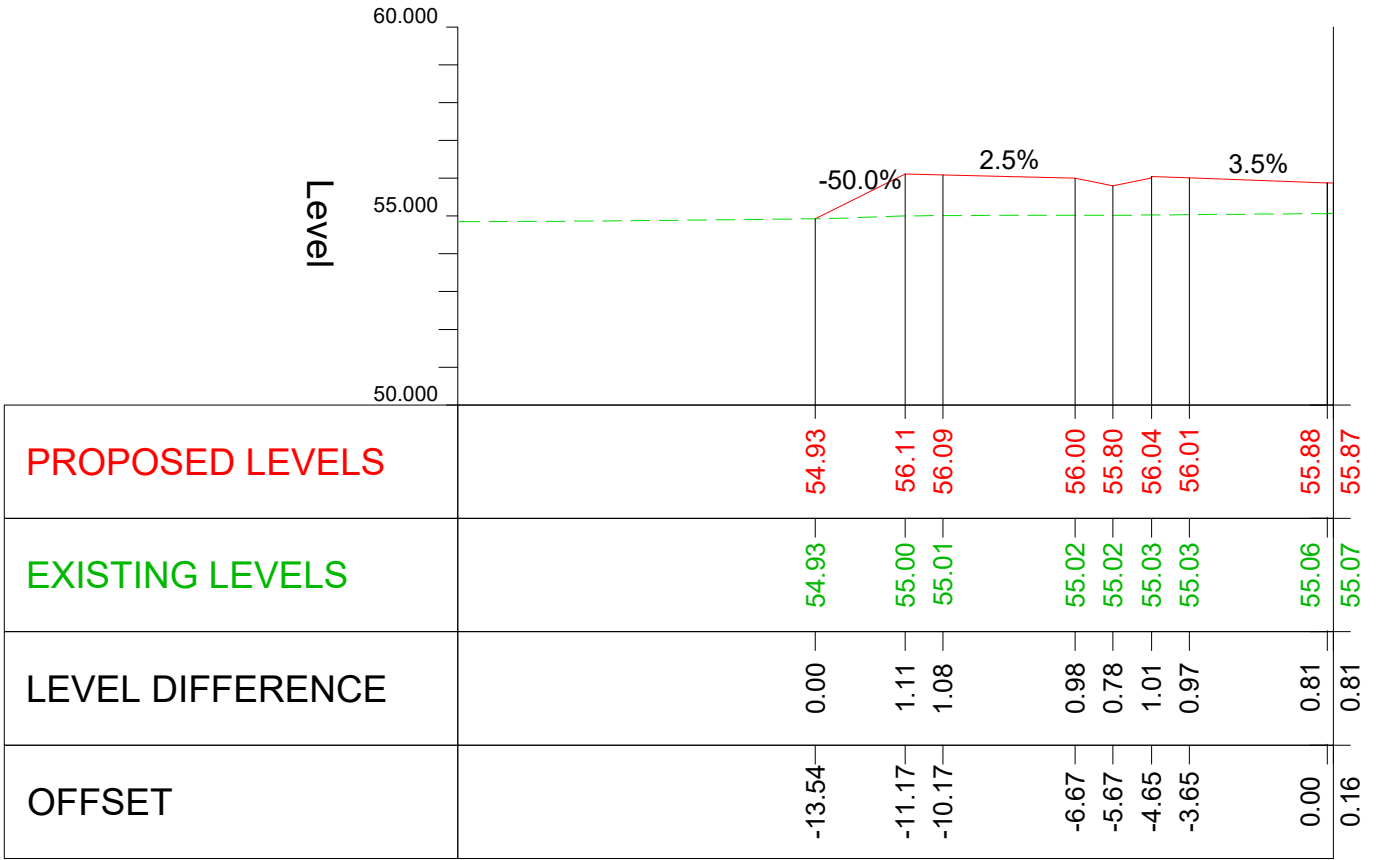 60.000
-50.0%
2.5%
3.5%
Level
55.000
50.000
PROPOSED LEVELS 54.93 56.11 56.09 56.00 55.80 56.04 56.01 55.88 55.87
EXISTING LEVELS 54.93 55.00 55.01 55.02 55.02 55.03 55.03 55.06 55.07
LEVEL DIFFERENCE 0.00 1.11 1.08 0.98 0.78 1.01 0.97 0.81 0.81
OFFSET -13.54 -11.17 -10.17 -6.67 -5.67 -4.65 -3.65 0.00 0.16